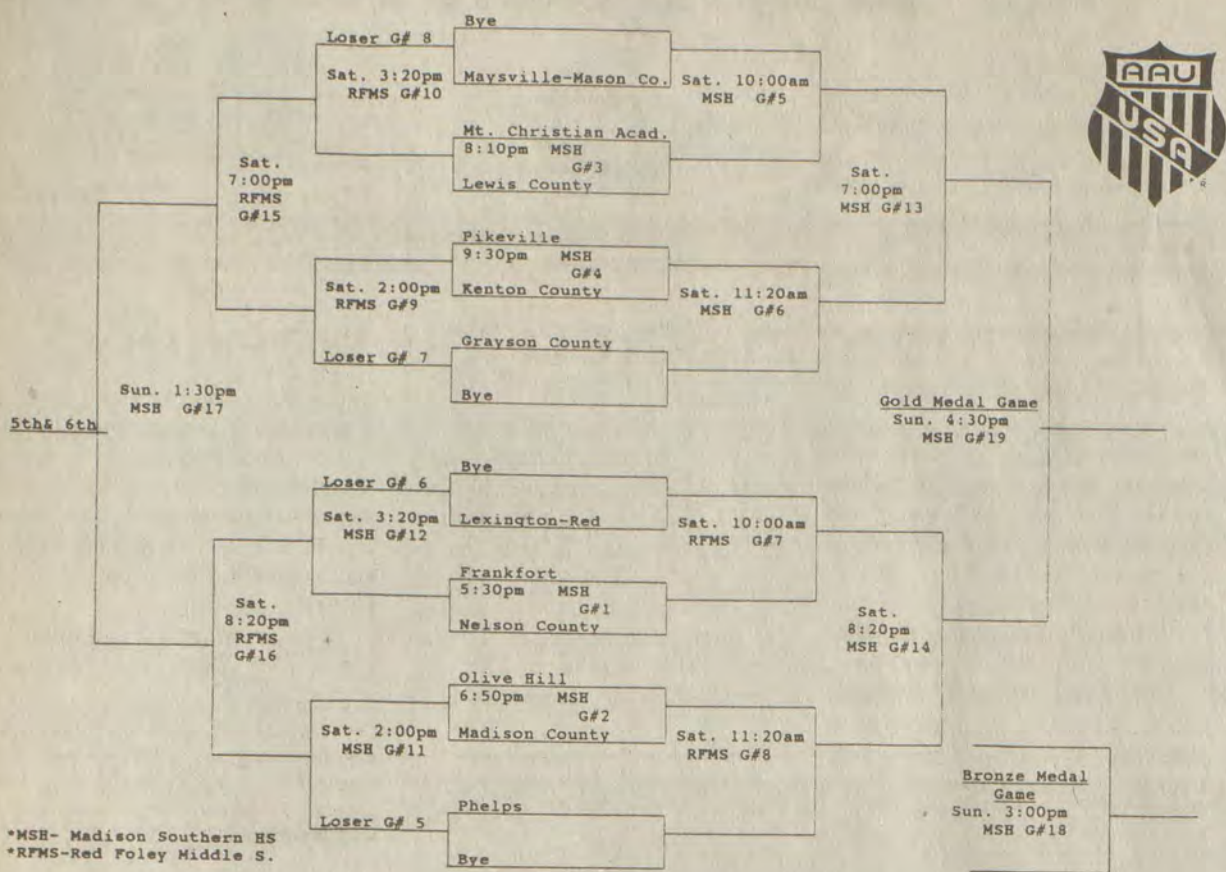 Bye
Loser G# 8
Sat. 3:20pm
RFMS G#10
Maysville-Mason Co.
Sat. 10:00am
MSH G#5
AAU
USA
Mt. Christian Acad.
8:10pm MSH
G#3
Lewis County
Sat.
7:00pm
RFMS
G#15
Sat.
7:00pm
MSH G#13
Pikeville
9:30pm MSH
G#4
Kenton County
Sat. 2:00pm
RFMS G#9
Sat. 11:20am
MSH G#6
Loser G# 7
Grayson County
Bye
Sun. 1:30pm
MSH G#17
5th& 6th
Gold Medal Game
Sun. 4:30pm
MSH G#19
Bye
Loser G# 6
Sat. 3:20pm
MSH G#12
Lexington-Red
Sat. 10:00am
RFMS G#7
Frankfort
5:30pm MSH
G#1
Nelson County
Sat.
8:20pm
RFMS
G#16
Sat.
8:20pm
MSH G#14
Olive Hill
6:50pm MSH
G#2
Madison County
Sat. 2:00pm
MSH G#11
Sat. 11:20am
RFMS G#8
Loser G# 5
Phelps
Bye
Bronze Medal
Game
Sun. 3:00pm
MSH G#18
*MSH- Madison Southern HS
*RFMS-Red Foley Middle S.